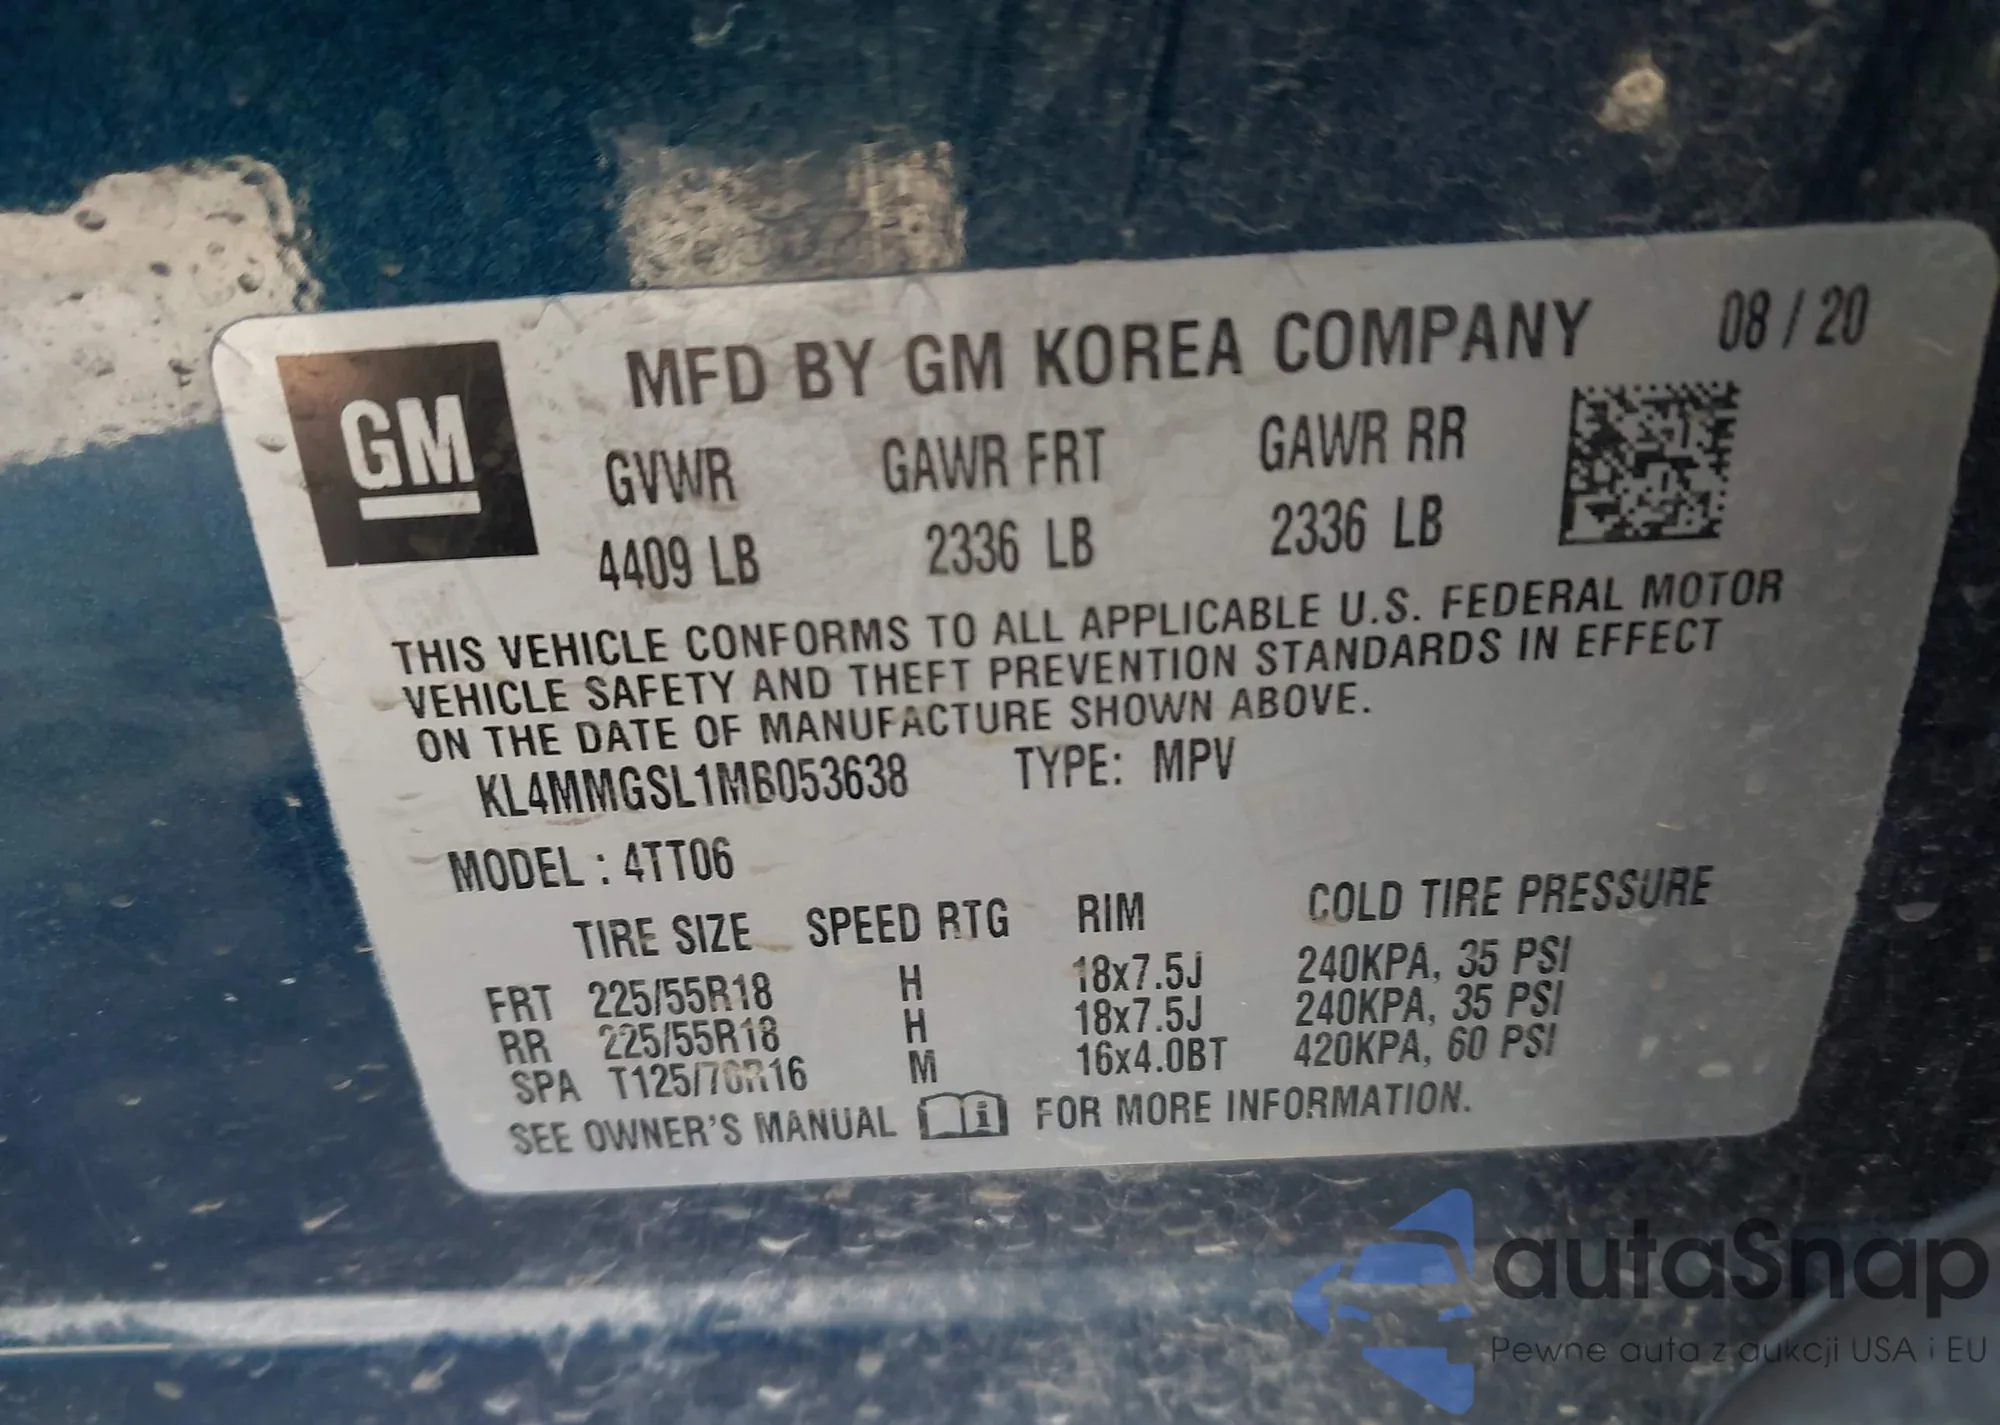 GM
MFD BY GM KOREA COMPANY 08 / 20
GVWR GAWR FRT GAWR RR
4409 LB 2336 LB 2336 LB
THIS VEHICLE CONFORMS TO ALL APPLICABLE U.S. FEDERAL MOTOR
VEHICLE SAFETY AND THEFT PREVENTION STANDARDS IN EFFECT
ON THE DATE OF MANUFACTURE SHOWN ABOVE.
KL4MMGSL1MB053638 TYPE: MPV
MODEL : 4TT06
TIRE SIZE SPEED RTG RIM COLD TIRE PRESSURE
FRT 225/55R18 H 18x7.5J 240KPA, 35 PSI
RR 225/55R18 H 18x7.5J 240KPA, 35 PSI
SPA T125/70R16 M 16x4.0BT 420KPA, 60 PSI
SEE OWNER'S MANUAL i FOR MORE INFORMATION.
autaSnap
Pewne auta z aukcji USA i EU